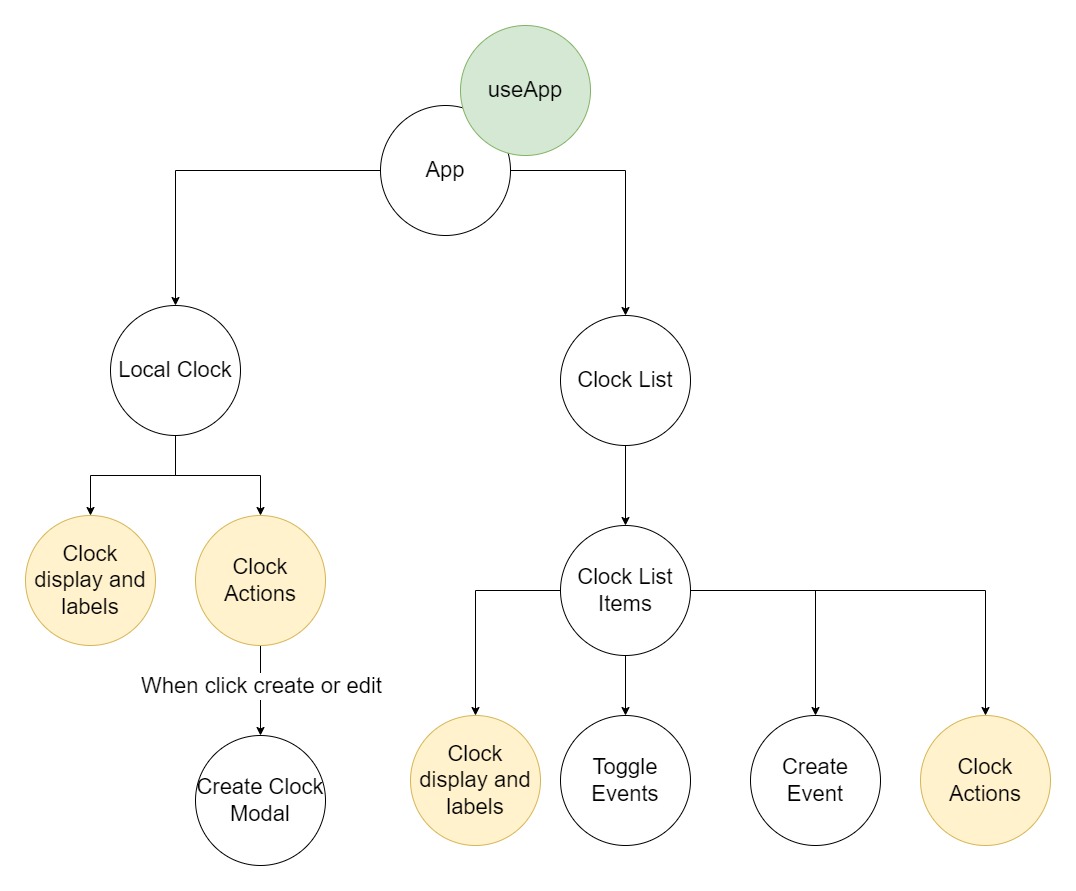 useApp
App
Local Clock
Clock List
Clock
display and
labels
Clock
Actions
Clock List
Items
When click create or edit
Create Clock
Modal
Clock
display and
labels
Toggle
Events
Create
Event
Clock
Actions